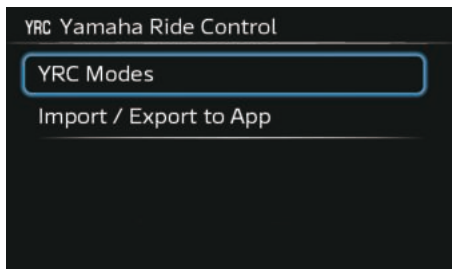 YRC Yamaha Ride Control
YRC Modes
Import / Export to App